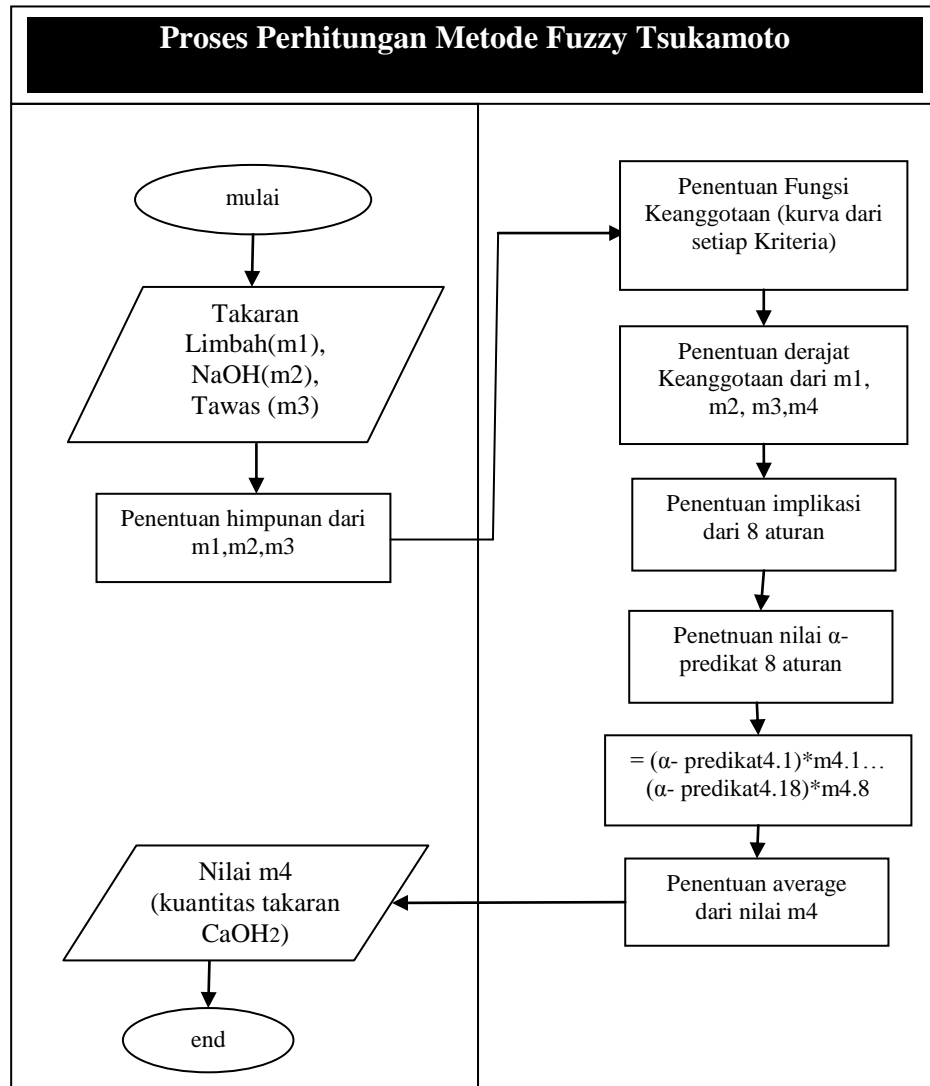 Proses Perhitungan Metode Fuzzy Tsukamoto
mulai
Takaran
Limbah(m1),
NaOH(m2),
Tawas (m3)
Penentuan himpunan dari
m1,m2,m3
Penentuan Fungsi
Keanggotaan (kurva dari
setiap Kriteria)
Penentuan derajat
Keanggotaan dari m1,
m2, m3,m4
Penentuan implikasi
dari 8 aturan
Penetnuan nilai α-
predikat 8 aturan
= (α- predikat4.1)*m4.1…
(α- predikat4.18)*m4.8
Penentuan average
dari nilai m4
Nilai m4
(kuantitas takaran
CaOH2)
end